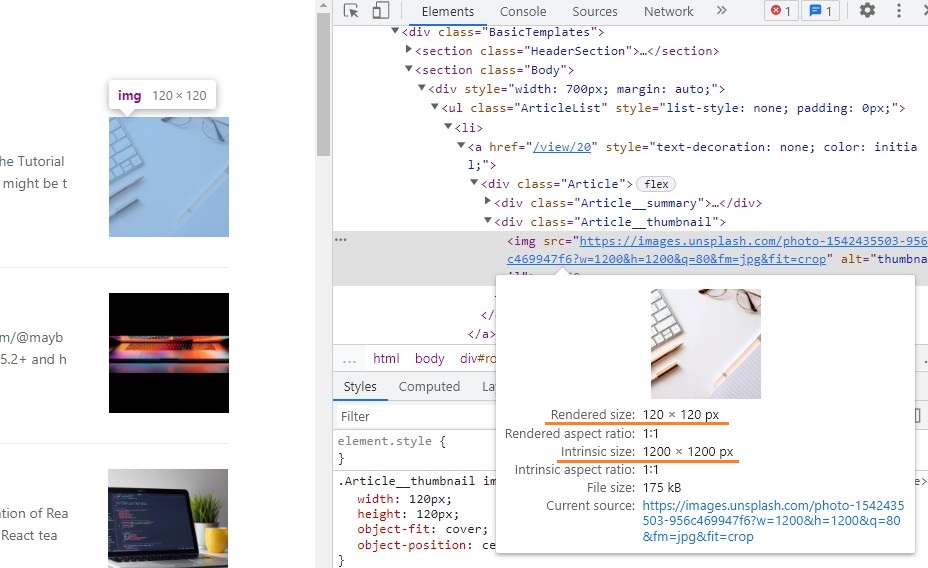 img 120 × 120
he Tutorial
might be t
m/@mayb
5.2+ and h
tion of Rea
React tea
Elements Console Sources Network » 1 1
<div class="BasicTemplates">
<section class="HeaderSection">…</section>
<section class="Body">
<div style="width: 700px; margin: auto;">
<ul class="ArticleList" style="list-style: none; padding: 0px;">
<li>
<a href="/view/20" style="text-decoration: none; color: initia
l;">
<div class="Article"> flex
<div class="Article__summary">…</div>
<div class="Article__thumbnail">
… <img src="https://images.unsplash.com/photo-1542435503-956
c469947f6?w=1200&h=1200&q=80&fm=jpg&fit=crop" alt="thumbna
</
</a>
Rendered size: 120 × 120 px
Rendered aspect ratio: 1∶1
Intrinsic size: 1200 × 1200 px
Intrinsic aspect ratio: 1∶1
File size: 175 kB
Current source: https://images.unsplash.com/photo-1542435
503-956c469947f6?w=1200&h=1200&q=80
&fm=jpg&fit=crop
… html body div#ro
Styles Computed La
Filter
element.style {
}
.Article__thumbnail im
width: 120px;
height: 120px;
object-fit: cover;
object-position: ce
}